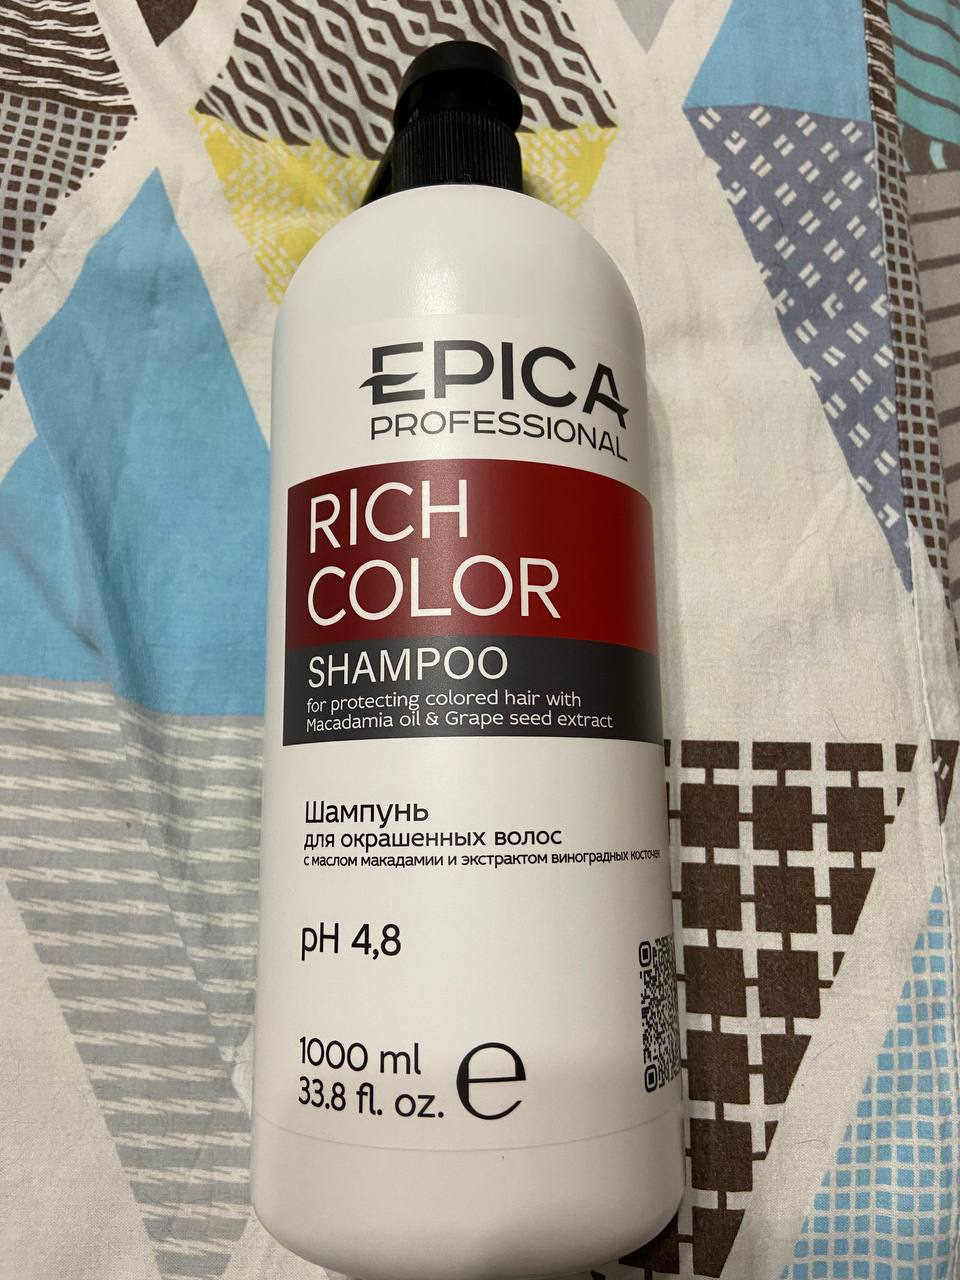 EPICA
PROFESSIONAL
RICH
COLOR
SHAMPOO
for protecting colored hair with
Macadamia oil & Grape seed extract
Шампунь
для окрашенных волос
с маслом макадамии и экстрактом виноградных косточек
pH 4,8
1000 ml
33.8 fl. oz. e